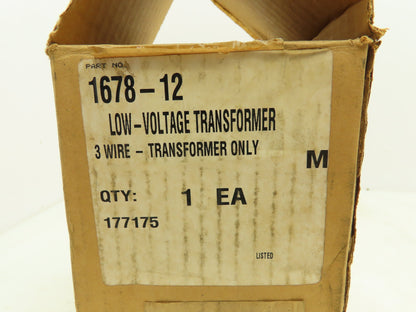 PART NO.
1678-12
LOW-VOLTAGE TRANSFORMER
3 WIRE - TRANSFORMER ONLY
M
QTY: 1 EA
177175
LISTED